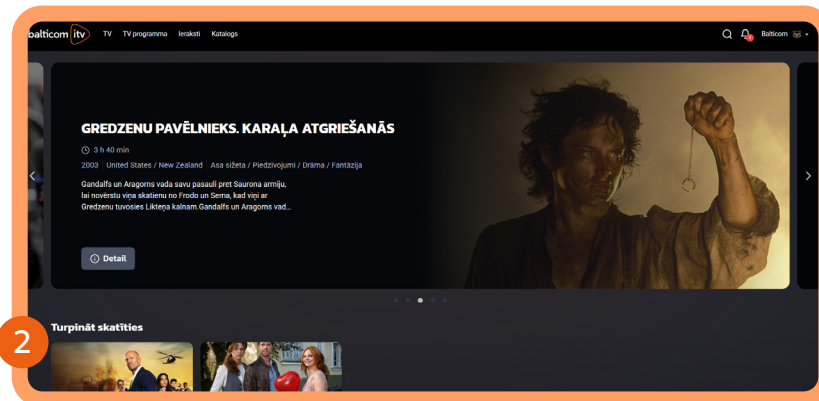 balticom itv TV TV programma Ieraksti Katalogs Balticom
GREDZENU PAVĒLNIEKS. KARAĻA ATGRIEŠANĀS
3 h 40 min
2003 | United States / New Zealand | Asa sižeta / Piedzīvojumi / Drāma / Fantāzija
Gandalfs un Aragorns vada savu pasauli pret Saurona armiju,
lai novērstu viņa skatienu no Frodo un Sema, kad viņi ar
Gredzenu tuvosies Likteņa kalnam.Gandalfs un Aragorns vad...
Detail
2
Turpināt skatīties